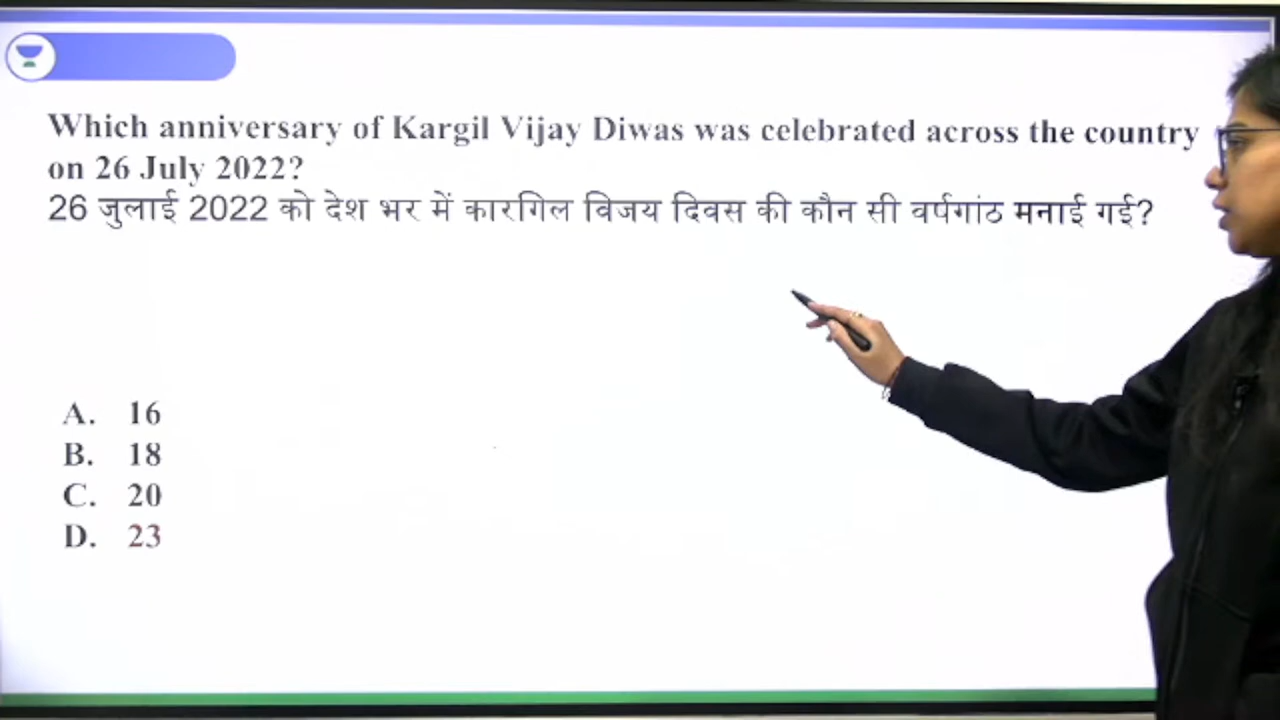 Which anniversary of Kargil Vijay Diwas was celebrated across the country
on 26 July 2022?
26 जुलाई 2022 को देश भर में कारगिल विजय दिवस की कौन सी वर्षगांठ मनाई गई?
A. 16
B. 18
C. 20
D. 23